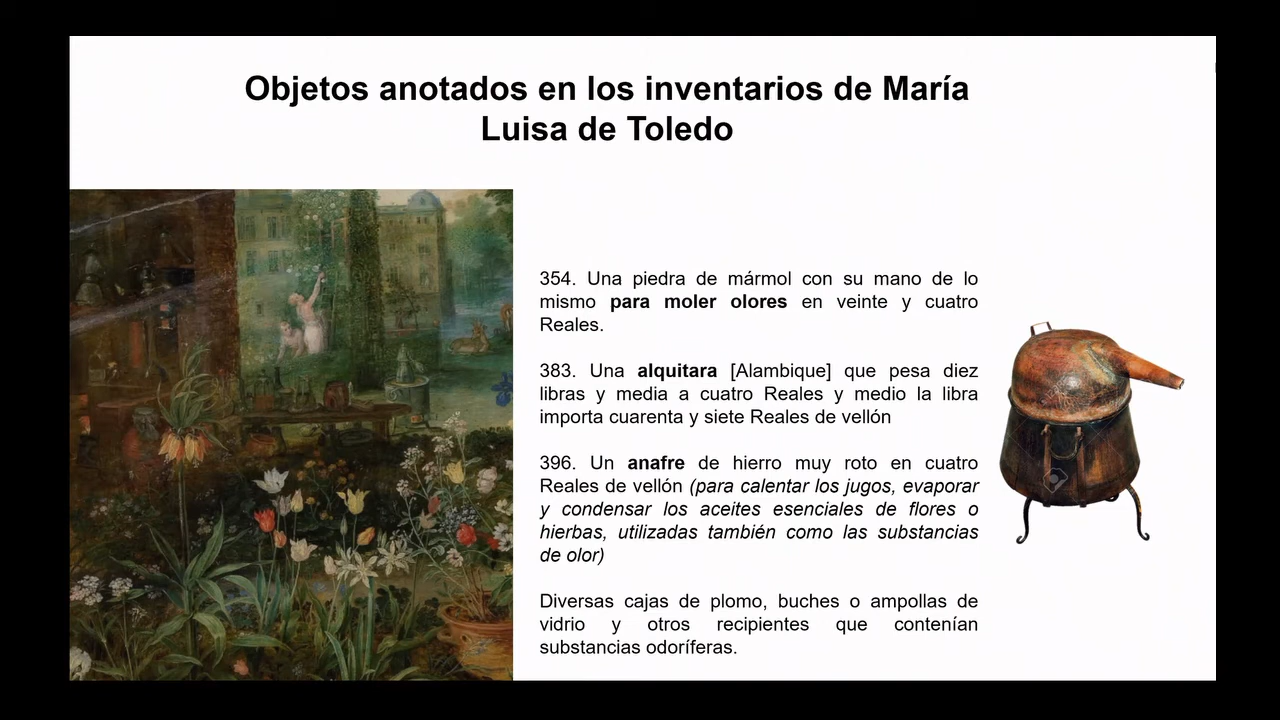 Objetos anotados en los inventarios de María
Luisa de Toledo
354. Una piedra de mármol con su mano de lo
mismo para moler olores en veinte y cuatro
Reales.
383. Una alquitara [Alambique] que pesa diez
libras y media a cuatro Reales y medio la libra
importa cuarenta y siete Reales de vellón
396. Un anafre de hierro muy roto en cuatro
Reales de vellón (para calentar los jugos, evaporar
y condensar los aceites esenciales de flores o
hierbas, utilizadas también como las substancias
de olor)
Diversas cajas de plomo, buches o ampollas de
vidrio y otros recipientes que contenían
substancias odoríferas.